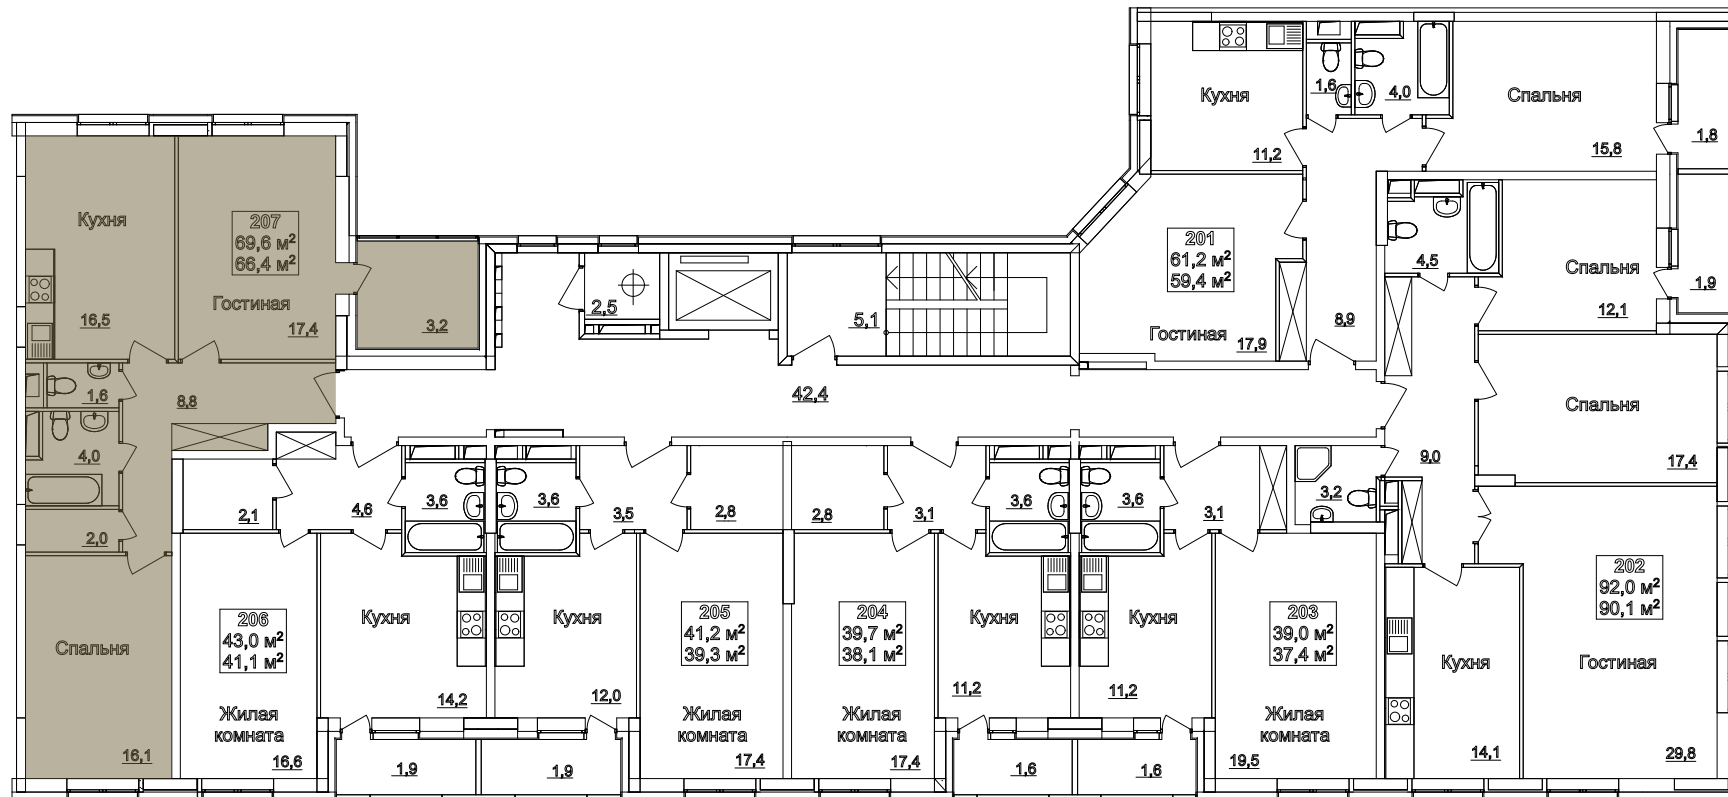 Кухня
1,6
4,0
Спальня
11,2
15,8
1,8
Кухня
207
69,6 м²
66,4 м²
Гостиная
16,5
17,4
3,2
2,5
5,1
201
61,2 м²
59,4 м²
Гостиная
17,9
8,9
4,5
Спальня
12,1
1,9
1,6
8,8
42,4
Спальня
17,4
4,0
2,0
2,1
4,6
3,6
3,6
3,5
2,8
2,8
3,1
3,6
3,6
3,1
3,2
9,0
Спальня
16,1
206
43,0 м²
41,1 м²
Жилая
комната
16,6
Кухня
14,2
Кухня
12,0
205
41,2 м²
39,3 м²
Жилая
комната
17,4
204
39,7 м²
38,1 м²
Жилая
комната
17,4
Кухня
11,2
Кухня
11,2
203
39,0 м²
37,4 м²
Жилая
комната
19,5
Кухня
14,1
202
92,0 м²
90,1 м²
Гостиная
29,8
1,9
1,9
1,6
1,6